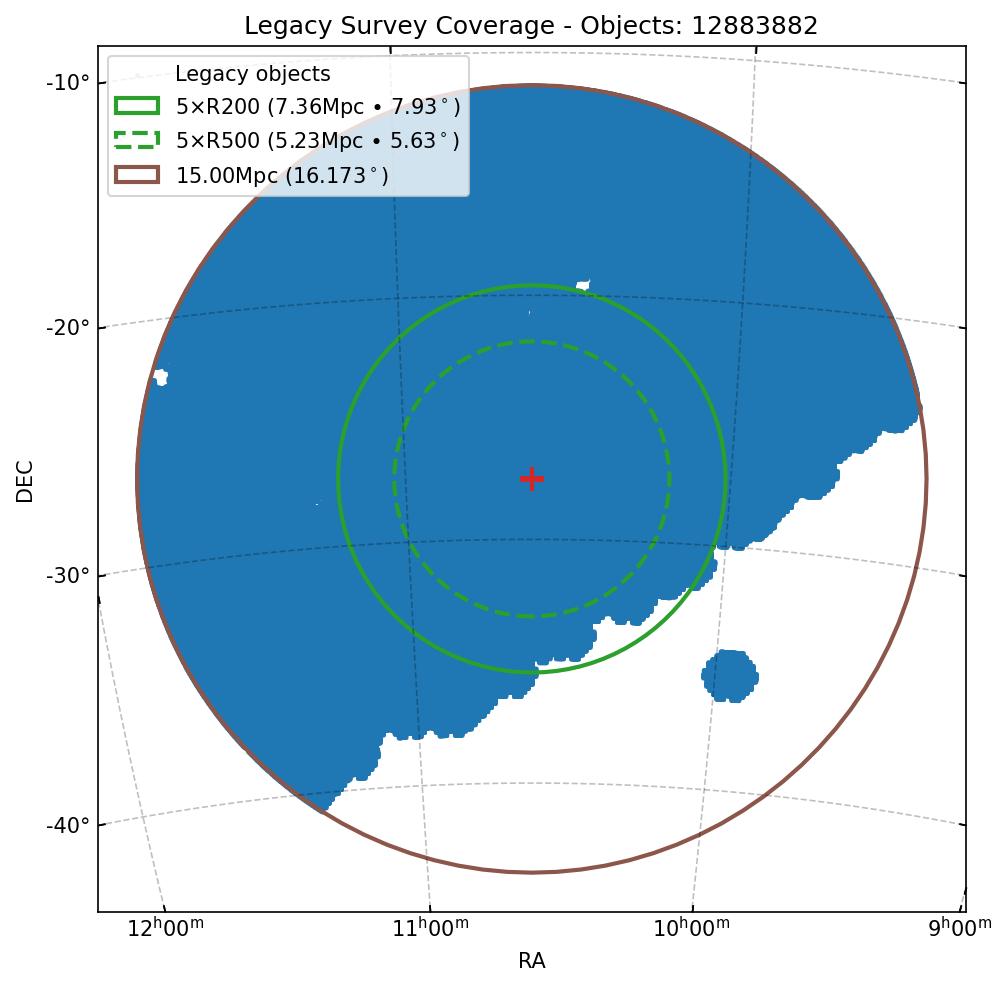 Legacy Survey Coverage - Objects: 12883882
Legacy objects
5×R200 (7.36Mpc • 7.93°)
5×R500 (5.23Mpc • 5.63°)
15.00Mpc (16.173°)
-10°
-20°
-30°
-40°
DEC
12ʰ00ᵐ 11ʰ00ᵐ 10ʰ00ᵐ 9ʰ00ᵐ
RA